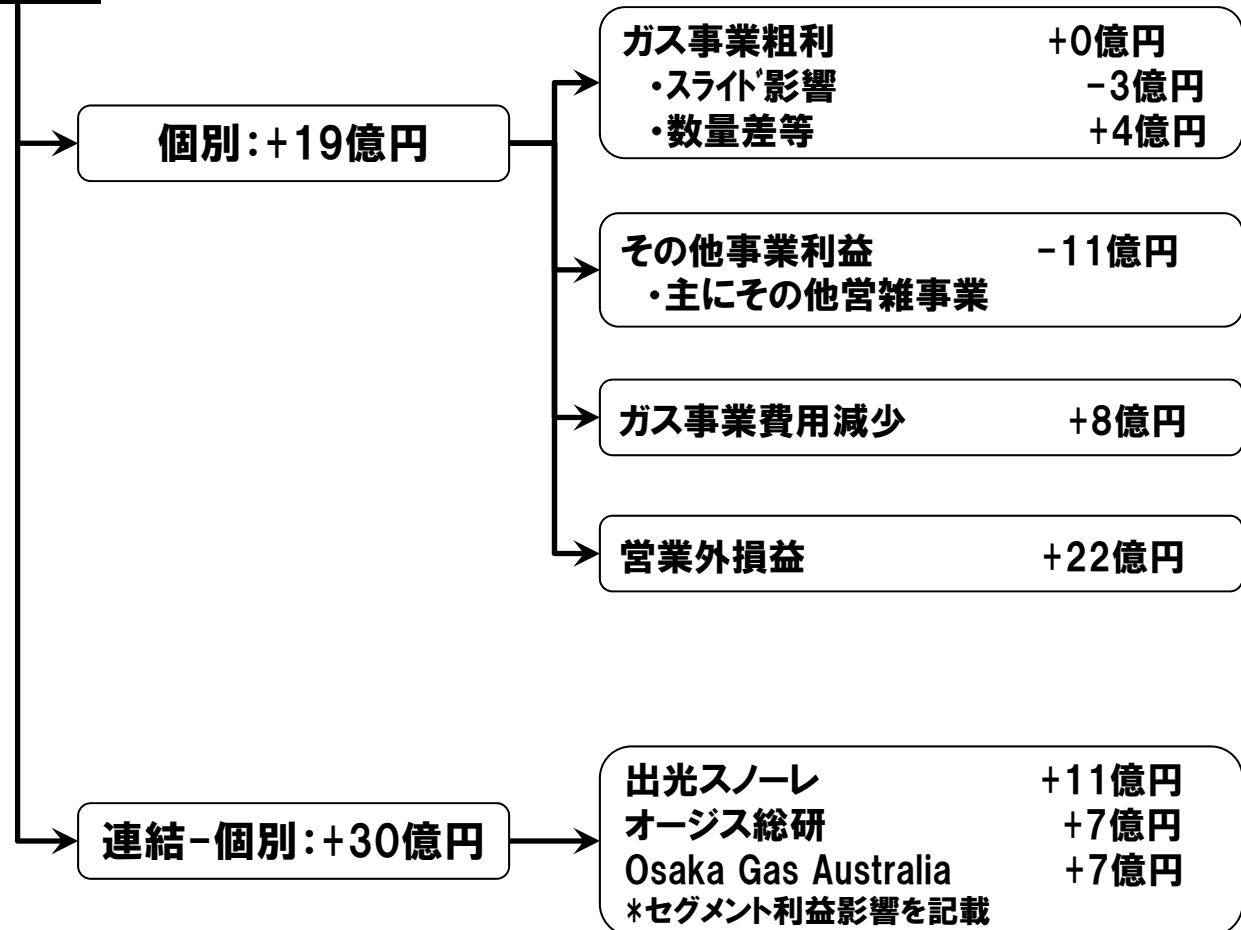 個別:+19億円
ガス事業粗利 +0億円
・スライド影響 -3億円
・数量差等 +4億円
その他事業利益 -11億円
・主にその他営雑事業
ガス事業費用減少 +8億円
営業外損益 +22億円
連結-個別:+30億円
出光スノーレ +11億円
オージス総研 +7億円
Osaka Gas Australia +7億円
*セグメント利益影響を記載